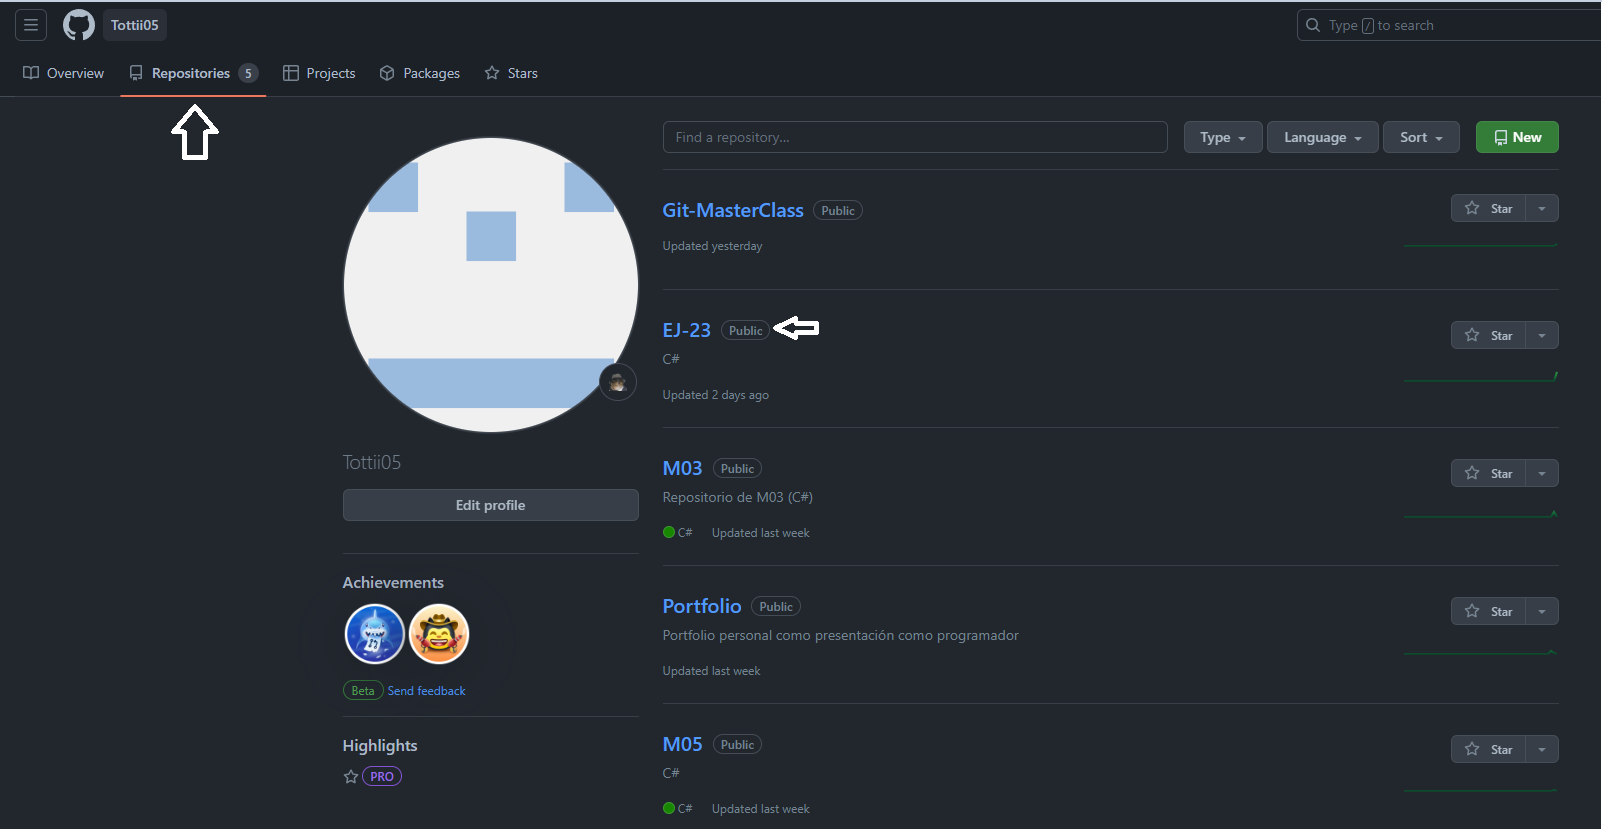 Tottii05
Type / to search
Overview
Repositories 5
Projects
Packages
Stars
Find a repository...
Type
Language
Sort
New
Git-MasterClass Public
Star
Updated yesterday
EJ-23 Public
Star
C#
Updated 2 days ago
M03 Public
Star
Repositorio de M03 (C#)
C# Updated last week
Portfolio Public
Star
Portfolio personal como presentación como programador
Updated last week
M05 Public
Star
C#
C# Updated last week
Tottii05
Edit profile
Achievements
Beta Send feedback
Highlights
PRO